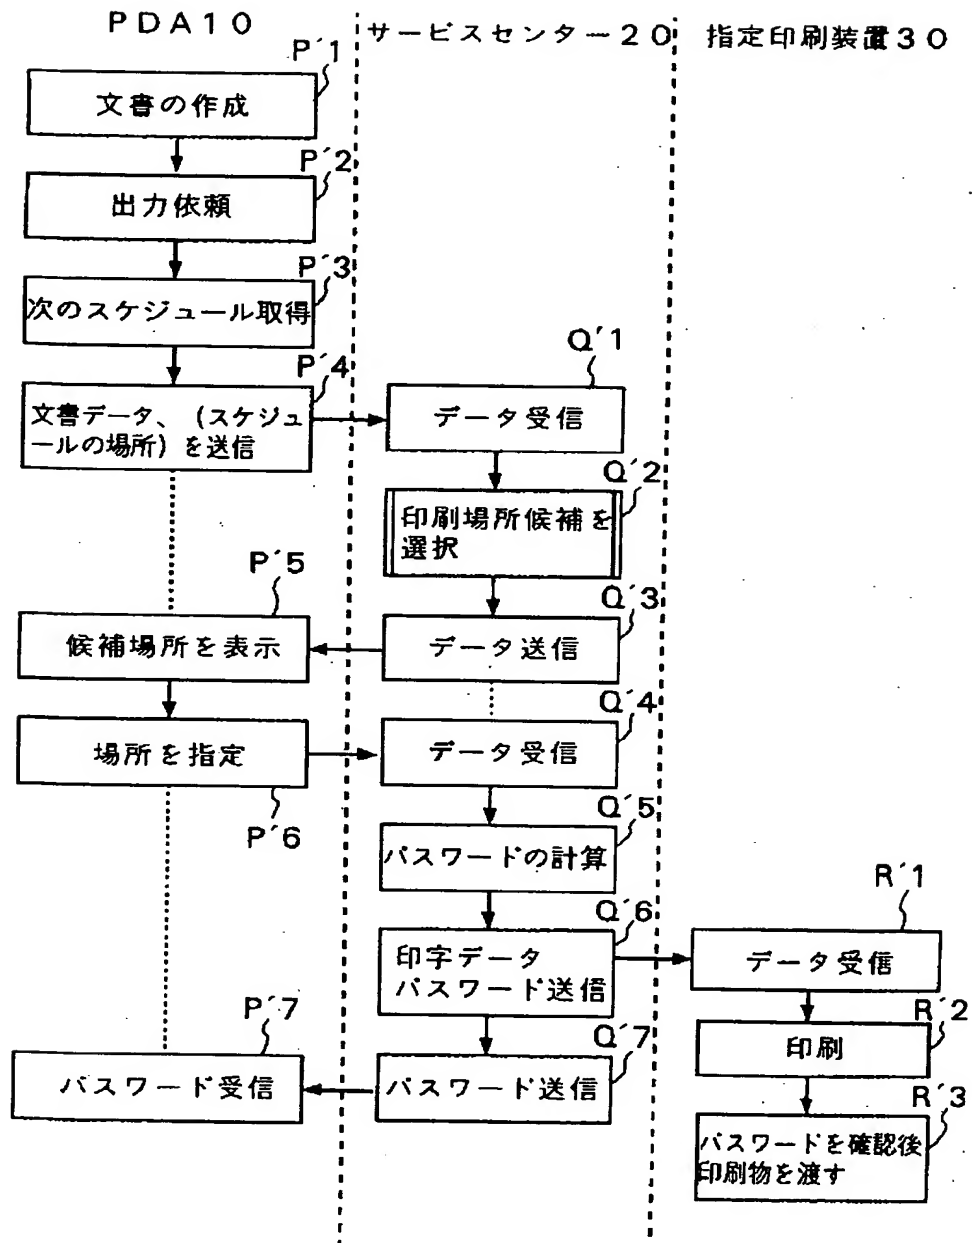 PDA10
サービスセンター20
指定印刷装置30
P'1
文書の作成
P'2
出力依頼
P'3
次のスケジュール取得
P'4
文書データ、(スケジュ
ールの場所)を送信
Q'1
データ受信
Q'2
印刷場所候補を
選択
P'5
候補場所を表示
Q'3
データ送信
場所を指定
P'6
Q'4
データ受信
Q'5
パスワードの計算
Q'6
印字データ
パスワード送信
R'1
データ受信
R'2
印刷
P'7
パスワード受信
Q'7
パスワード送信
R'3
パスワードを確認後
印刷物を渡す